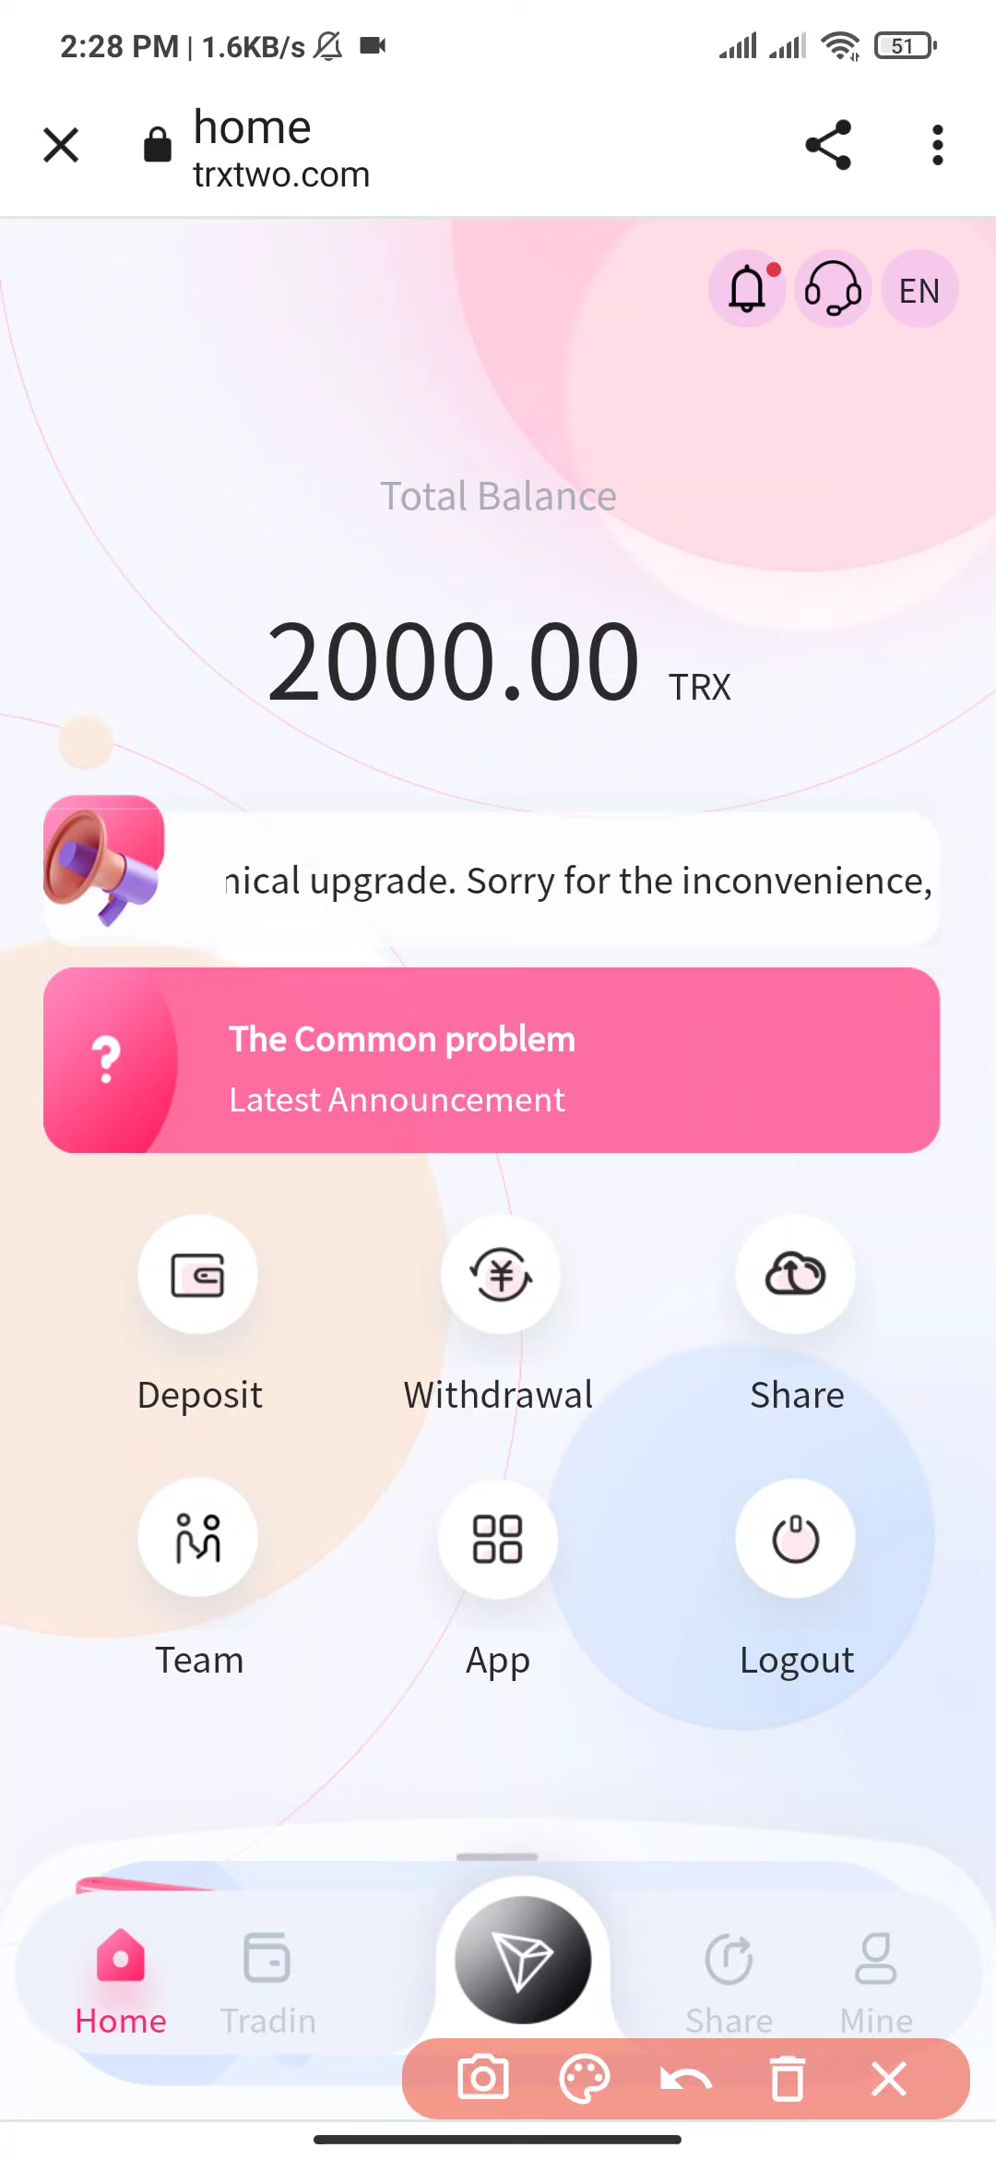 2:28 PM | 1.6KB/s
51
home
trxtwo.com
EN
Total Balance
2000.00 TRX
nical upgrade. Sorry for the inconvenience,
?
The Common problem
Latest Announcement
¥
Deposit Withdrawal Share
Team App Logout
Home Tradin Share Mine